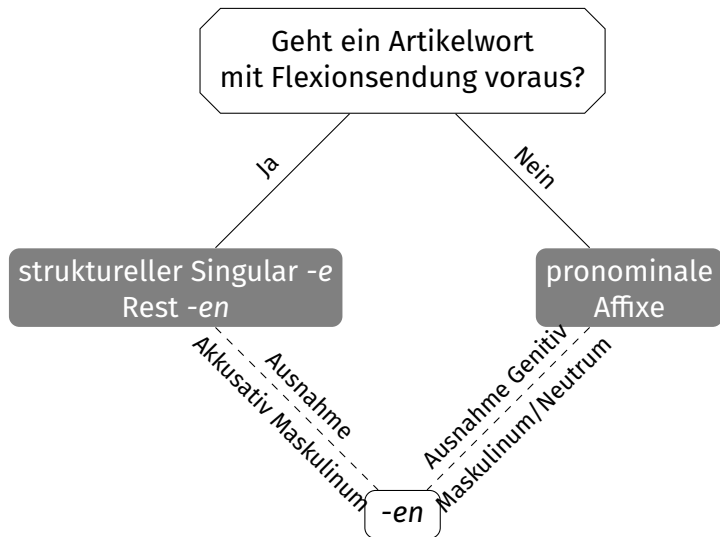 Geht ein Artikelwort
mit Flexionsendung voraus?
Ja
Nein
struktureller Singular -e
Rest -en
pronominale
Affixe
Ausnahme
Akkusativ Maskulinum
Ausnahme Genitiv
Maskulinum/Neutrum
-en